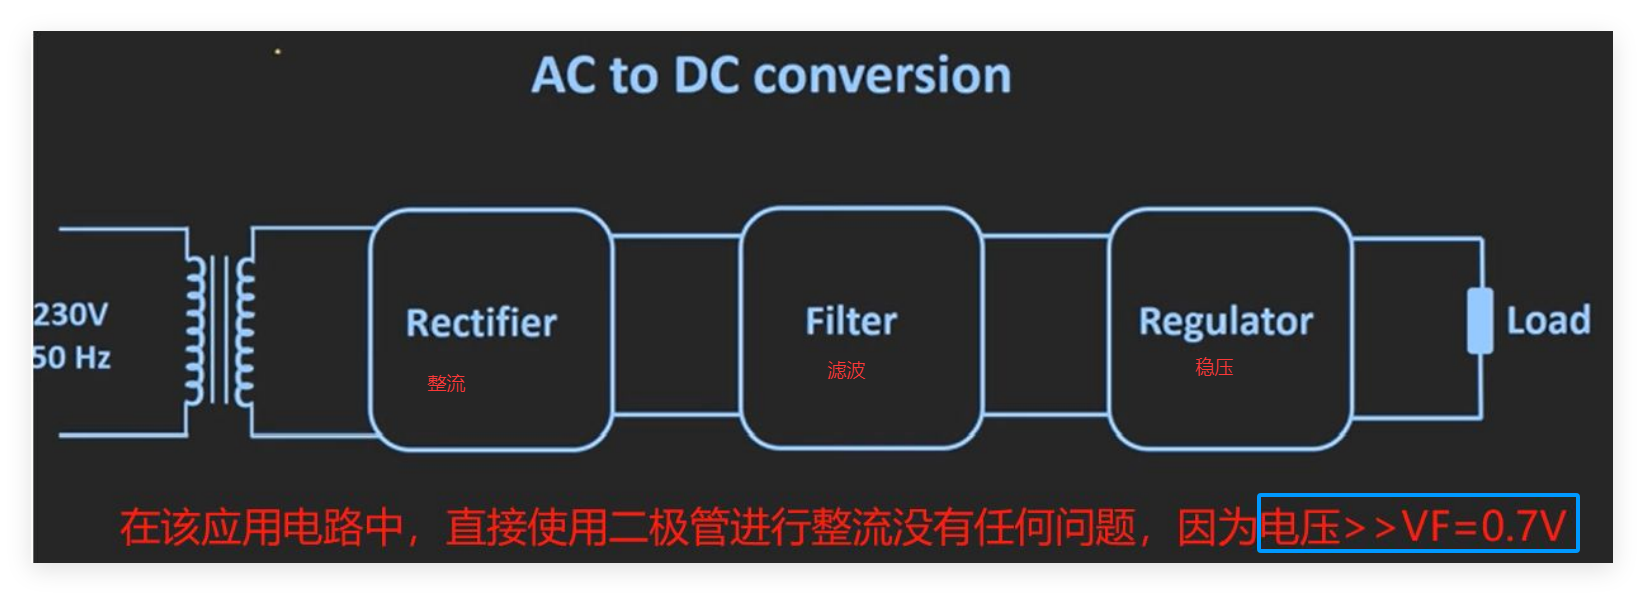 AC to DC conversion
230V
50 Hz
Rectifier
整流
Filter
滤波
Regulator
稳压
Load
在该应用电路中，直接使用二极管进行整流没有任何问题，因为电压>>VF=0.7V